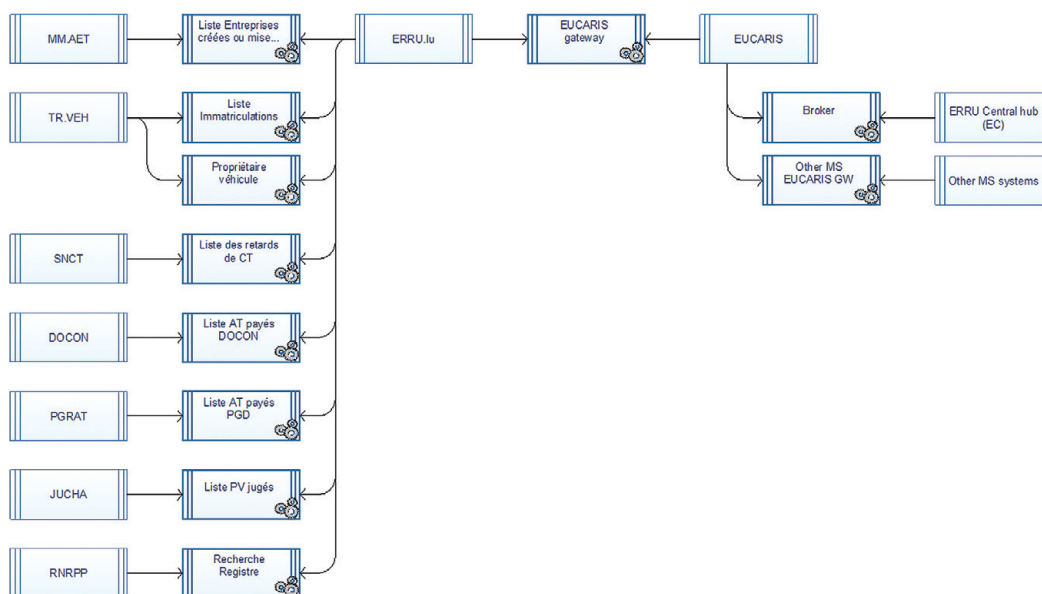 MM.AET
Liste Entreprises
créées ou mise...
ERRU.lu
EUCARIS
gateway
EUCARIS
TR.VEH
Liste
Immatriculations
Broker
ERRU Central hub
(EC)
Propriétaire
véhicule
Other MS
EUCARIS GW
Other MS systems
SNCT
Liste des retards
de CT
DOCON
Liste AT payés
DOCON
PGRAT
Liste AT payés
PGD
JUCHA
Liste PV jugés
RNRPP
Recherche
Registre